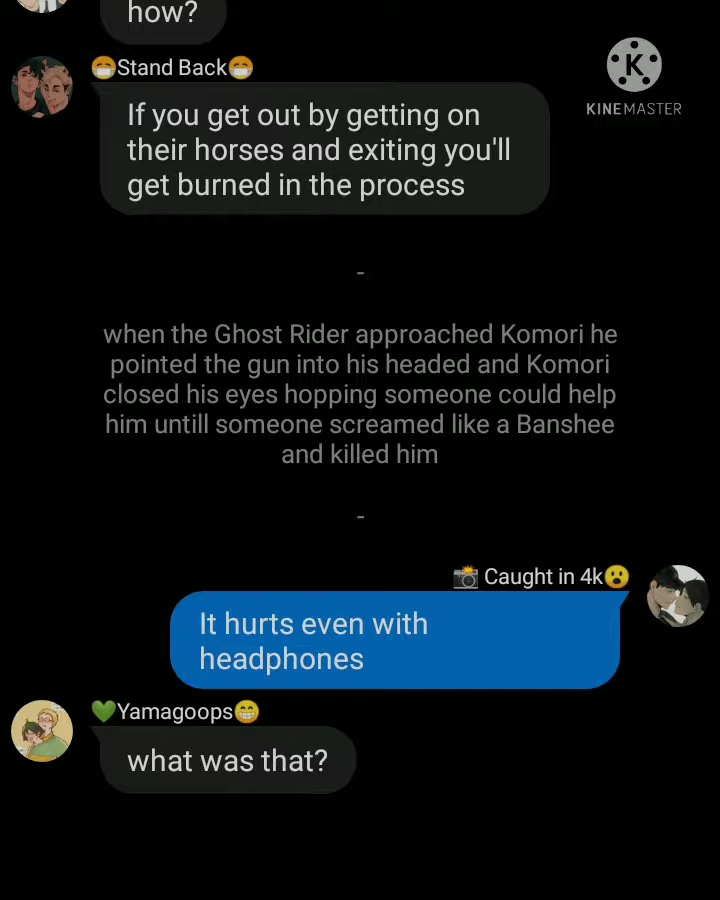 how?
😷Stand Back😷
If you get out by getting on
their horses and exiting you'll
get burned in the process
K
KINEMASTER
-
when the Ghost Rider approached Komori he
pointed the gun into his headed and Komori
closed his eyes hopping someone could help
him untill someone screamed like a Banshee
and killed him
-
📸 Caught in 4k😮
It hurts even with
headphones
💚Yamagoops😁
what was that?